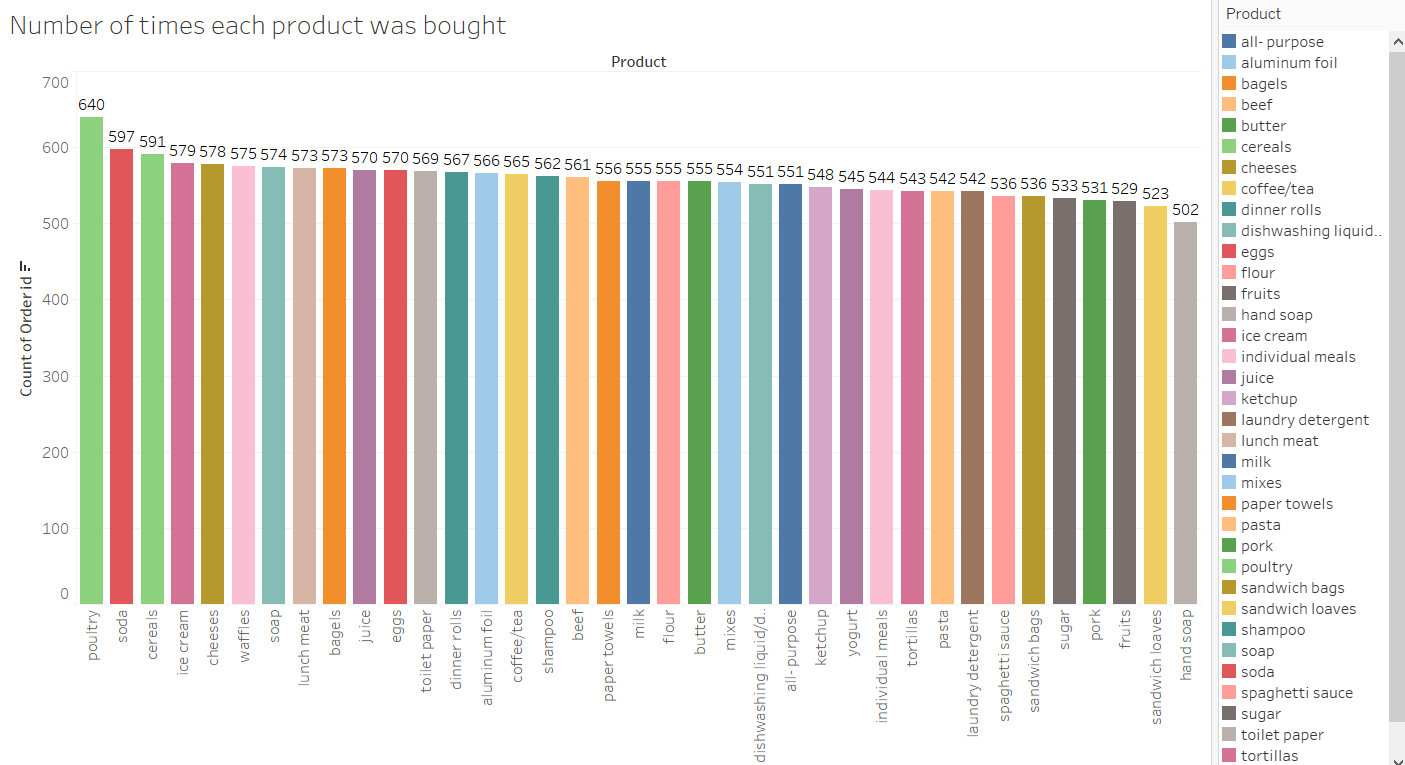 Number of times each product was bought
Product
700
600
500
400
300
200
100
0
Count of Order id
640
597
591
579
578
575
574
573
573
570
570
569
567
566
565
562
561
556
555
555
555
554
551
551
548
545
544
543
542
542
536
536
533
531
529
523
502
poultry
soda
cereals
ice cream
cheeses
waffles
soap
lunch meat
bagels
juice
eggs
toilet paper
dinner rolls
aluminum foil
coffee/tea
shampoo
beef
paper towels
milk
flour
butter
mixes
dishwashing liquid/d..
all- purpose
ketchup
yogurt
individual meals
tortillas
pasta
laundry detergent
spaghetti sauce
sandwich bags
sugar
pork
fruits
sandwich loaves
hand soap
Product
all- purpose
aluminum foil
bagels
beef
butter
cereals
cheeses
coffee/tea
dinner rolls
dishwashing liquid..
eggs
flour
fruits
hand soap
ice cream
individual meals
juice
ketchup
laundry detergent
lunch meat
milk
mixes
paper towels
pasta
pork
poultry
sandwich bags
sandwich loaves
shampoo
soap
soda
spaghetti sauce
sugar
toilet paper
tortillas